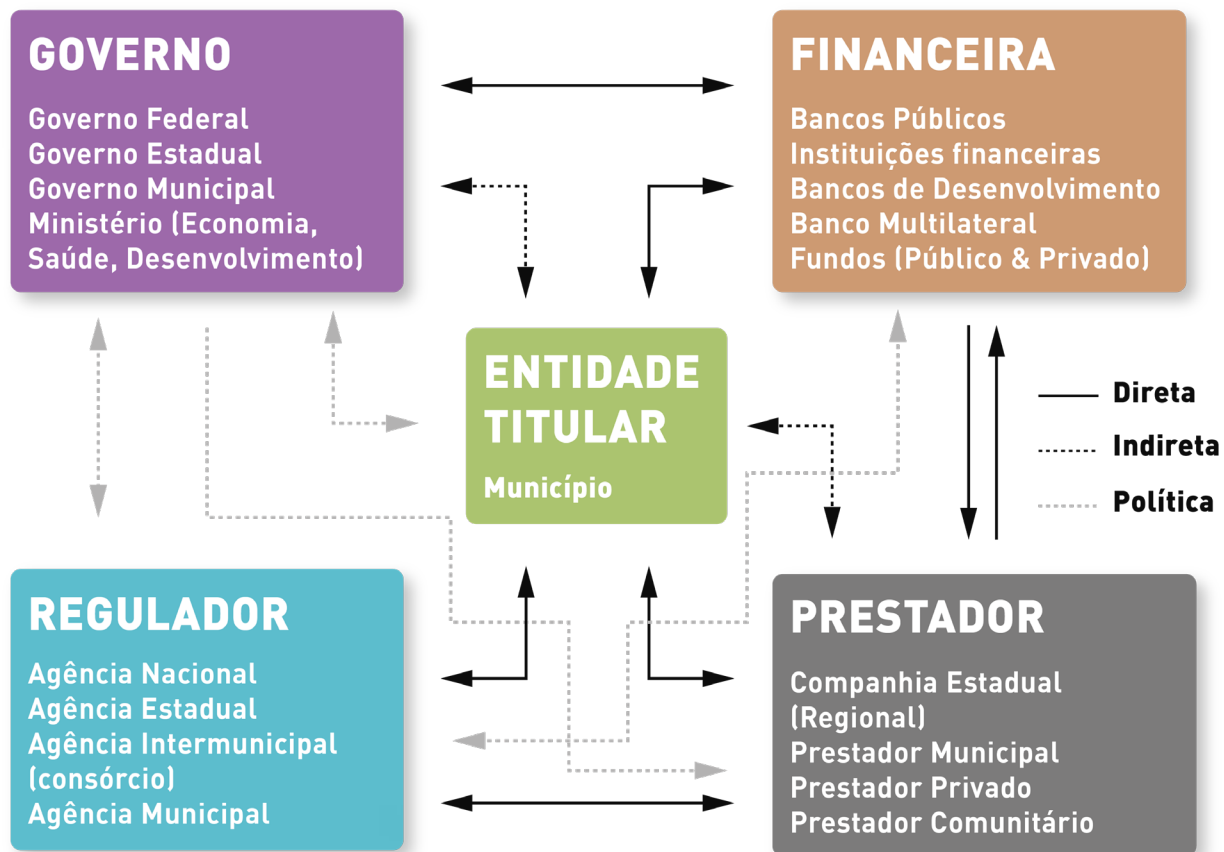 GOVERNO
Governo Federal
Governo Estadual
Governo Municipal
Ministério (Economia,
Saúde, Desenvolvimento)
FINANCEIRA
Bancos Públicos
Instituições financeiras
Bancos de Desenvolvimento
Banco Multilateral
Fundos (Público & Privado)
ENTIDADE
TITULAR
Município
Direta
Indireta
Política
REGULADOR
Agência Nacional
Agência Estadual
Agência Intermunicipal
(consórcio)
Agência Municipal
PRESTADOR
Companhia Estadual
(Regional)
Prestador Municipal
Prestador Privado
Prestador Comunitário